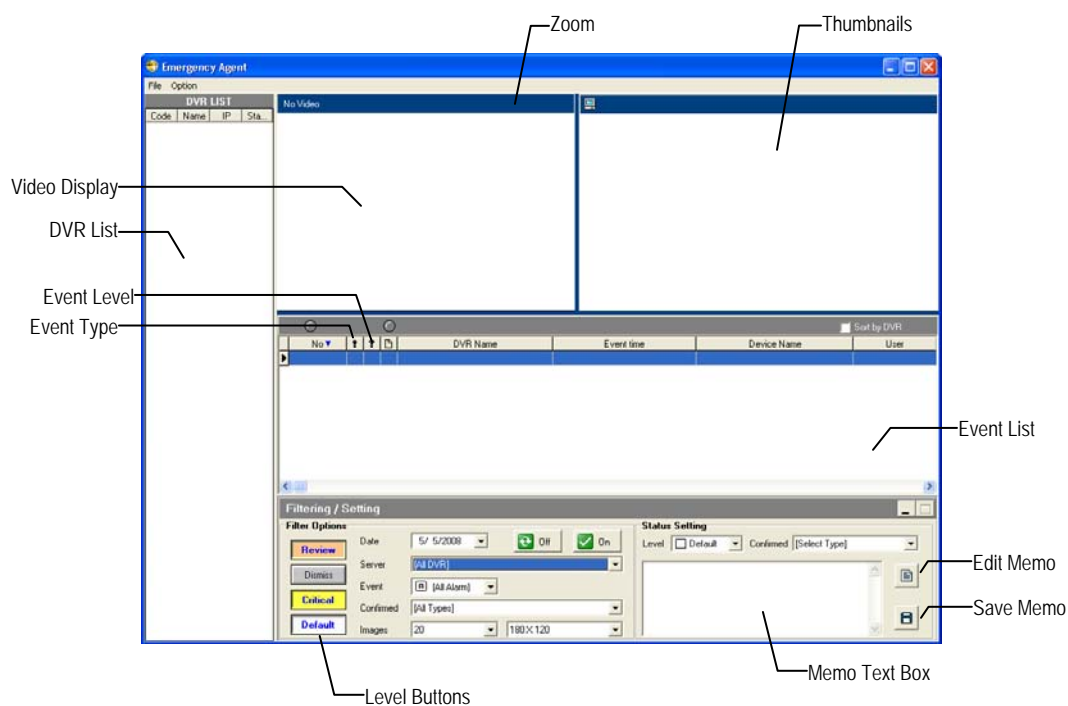 Zoom
Thumbnails
Emergency Agent
File Option
DVR LIST
No Video
Code Name IP Sta...
Video Display
DVR List
Event Level
Event Type
Sort by DVR
No DVR Name Event time Device Name User
Event List
Filtering / Setting
Filter Options
Status Setting
Review
Date 5/ 5/2008 Off On
Level Default Confirmed [Select Type]
Server [All DVR]
Dismiss
Event [All Alarm]
Edit Memo
Critical
Confirmed [All Types]
Save Memo
Default
Images 20 180 X 120
Memo Text Box
Level Buttons